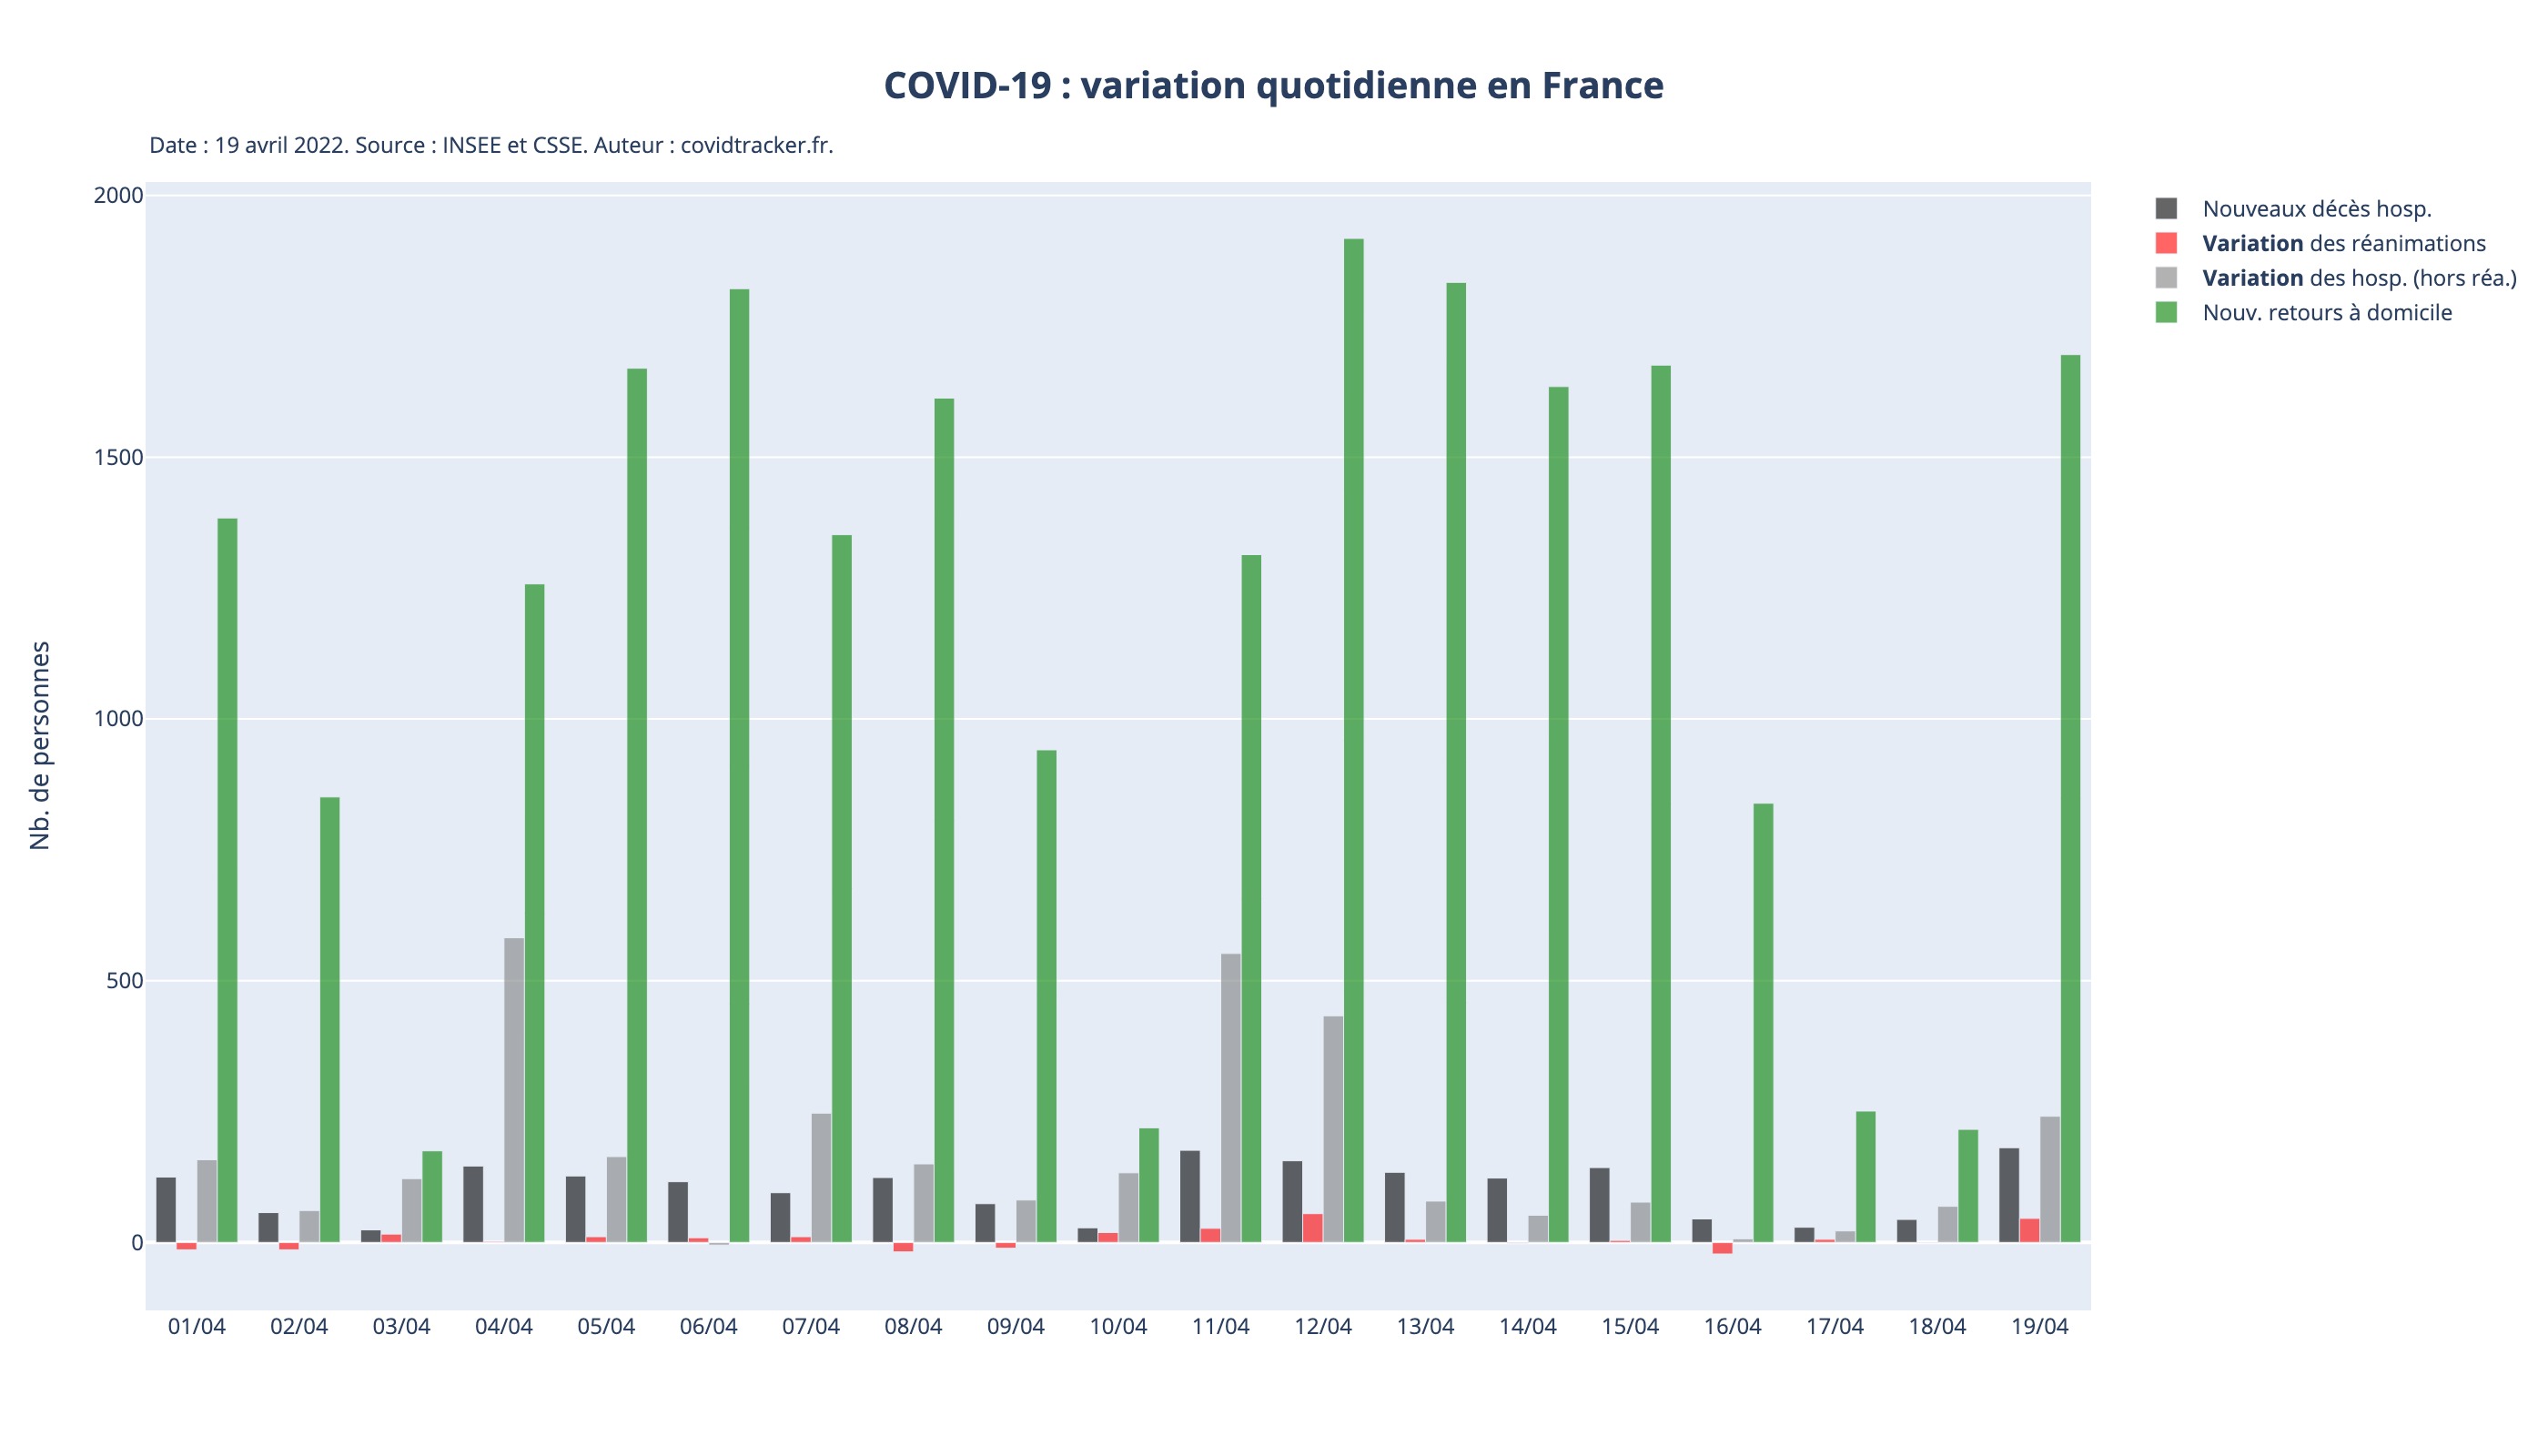 COVID-19 : variation quotidienne en France
Date : 19 avril 2022. Source : INSEE et CSSE. Auteur : covidtracker.fr.
Nouveaux décès hosp.
Variation des réanimations
Variation des hosp. (hors réa.)
Nouv. retours à domicile
Nb. de personnes
2000
1500
1000
500
0
01/04 02/04 03/04 04/04 05/04 06/04 07/04 08/04 09/04 10/04 11/04 12/04 13/04 14/04 15/04 16/04 17/04 18/04 19/04